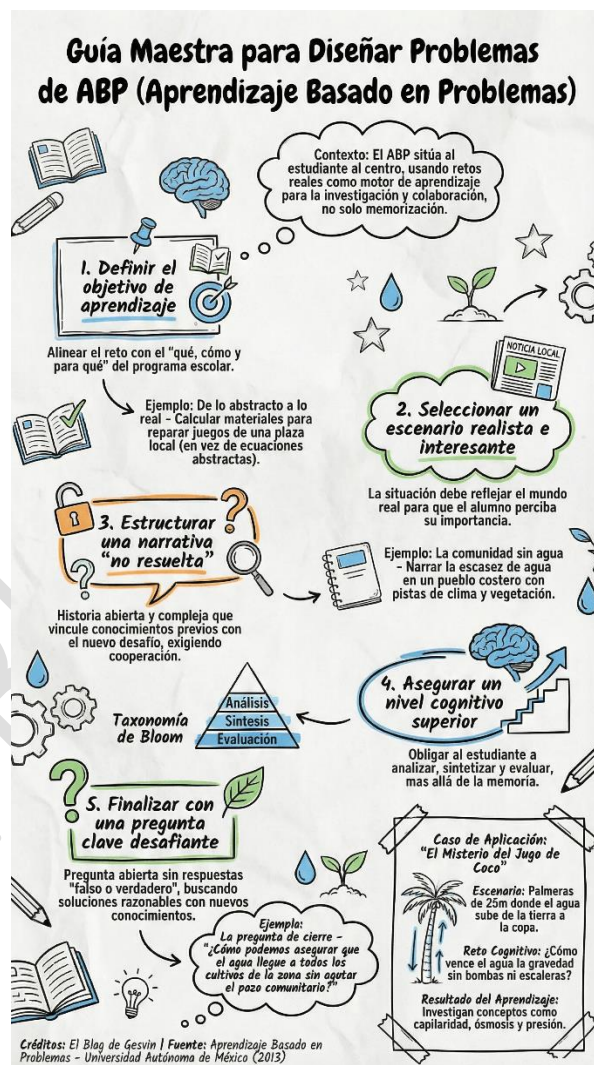 Guía Maestra para Diseñar Problemas
de ABP (Aprendizaje Basado en Problemas)
Contexto: El ABP sitúa al
estudiante al centro, usando retos
reales como motor de aprendizaje
para la investigación y colaboración,
no solo memorización.
1. Definir el
objetivo de
aprendizaje
Alinear el reto con el "qué, cómo y
para qué" del programa escolar.
Ejemplo: De lo abstracto a lo
real - Calcular materiales para
reparar juegos de una plaza
local (en vez de ecuaciones
abstractas).
NOTICIA LOCAL
2. Seleccionar un
escenario realista e
interesante
La situación debe reflejar el mundo
real para que el alumno perciba
su importancia.
3. Estructurar
una narrativa
"no resuelta"
Historia abierta y compleja que
vincule conocimientos previos con
el nuevo desafío, exigiendo
cooperación.
Ejemplo: La comunidad sin agua
- Narrar la escasez de agua
en un pueblo costero con
pistas de clima y vegetación.
4. Asegurar un
nivel cognitivo
superior
Taxonomía
de Bloom
Análisis
Síntesis
Evaluación
Obligar al estudiante a
analizar, sintetizar y evaluar,
mas allá de la memoria.
5. Finalizar con
una pregunta
clave desafiante
Pregunta abierta sin respuestas
"falso o verdadero", buscando
soluciones razonables con nuevos
conocimientos.
Ejemplo:
La pregunta de cierre -
"¿Cómo podemos asegurar que
el agua llegue a todos los
cultivos de la zona sin agotar
el pozo comunitario?"
Caso de Aplicación:
"El Misterio del Jugo de
Coco"
Escenario: Palmeras
de 25m donde el agua
sube de la tierra a
la copa.
Reto Cognitivo: ¿Cómo
vence el agua la gravedad
sin bombas ni escaleras?
Resultado del Aprendizaje:
Investigan conceptos como
capilaridad, ósmosis y presión.
Créditos: El Blag de Gesvin | Fuente: Aprendizaje Basado en
Problemas - Universidad Autónoma de México (2013)